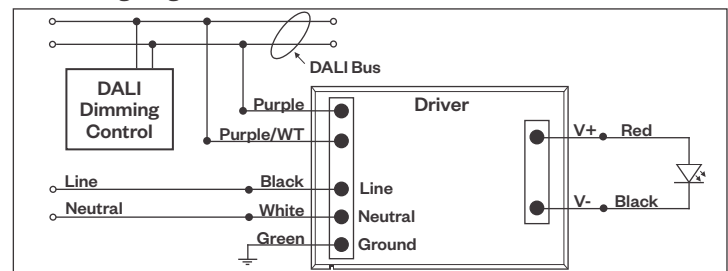 DALI Bus
DALI
Dimming
Control
Driver
Purple
Purple/WT
V+ Red
Line Black Line
Neutral White Neutral
V- Black
Green Ground